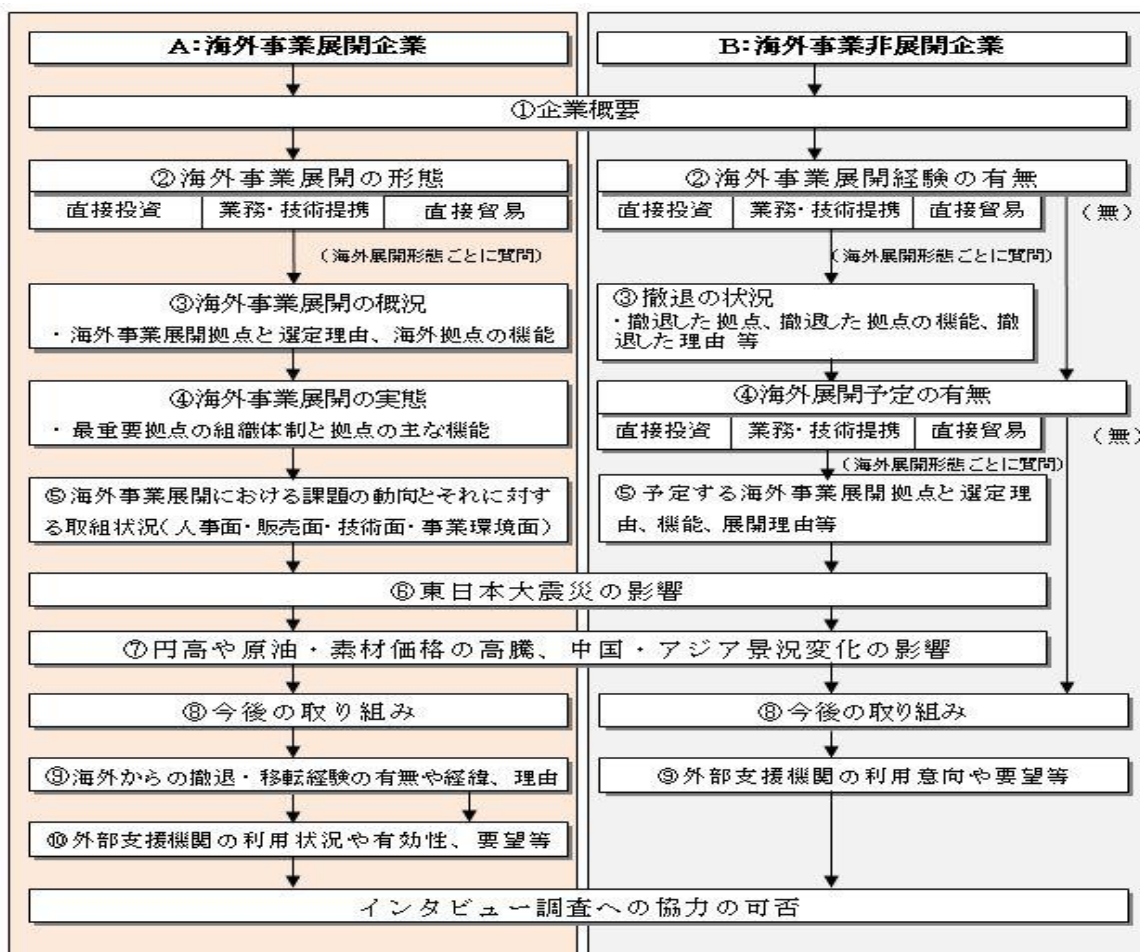 A:海外事業展開企業
B:海外事業非展開企業
①企業概要
②海外事業展開の形態
直接投資
業務・技術提携
直接貿易
(海外展開形態ごとに質問)
③海外事業展開の概況
・海外事業展開拠点と選定理由、海外拠点の機能
④海外事業展開の実態
・最重要拠点の組織体制と拠点の主な機能
⑤海外事業展開における課題の動向とそれに対す
る取組状況(人事面・販売面・技術面・事業環境面)
②海外事業展開経験の有無
直接投資
業務・技術提携
直接貿易
(無)
(海外展開形態ごとに質問)
③撤退の状況
・撤退した拠点、撤退した拠点の機能、撤
退した理由 等
④海外展開予定の有無
直接投資
業務・技術提携
直接貿易
(無)
(海外展開形態ごとに質問)
⑤予定する海外事業展開拠点と選定理
由、機能、展開理由等
⑥東日本大震災の影響
⑦円高や原油・素材価格の高騰、中国・アジア景況変化の影響
⑧今後の取り組み
⑨海外からの撤退・移転経験の有無や経緯、理由
⑩外部支援機関の利用状況や有効性、要望等
⑧今後の取り組み
⑨外部支援機関の利用意向や要望等
インタビュー調査への協力の可否